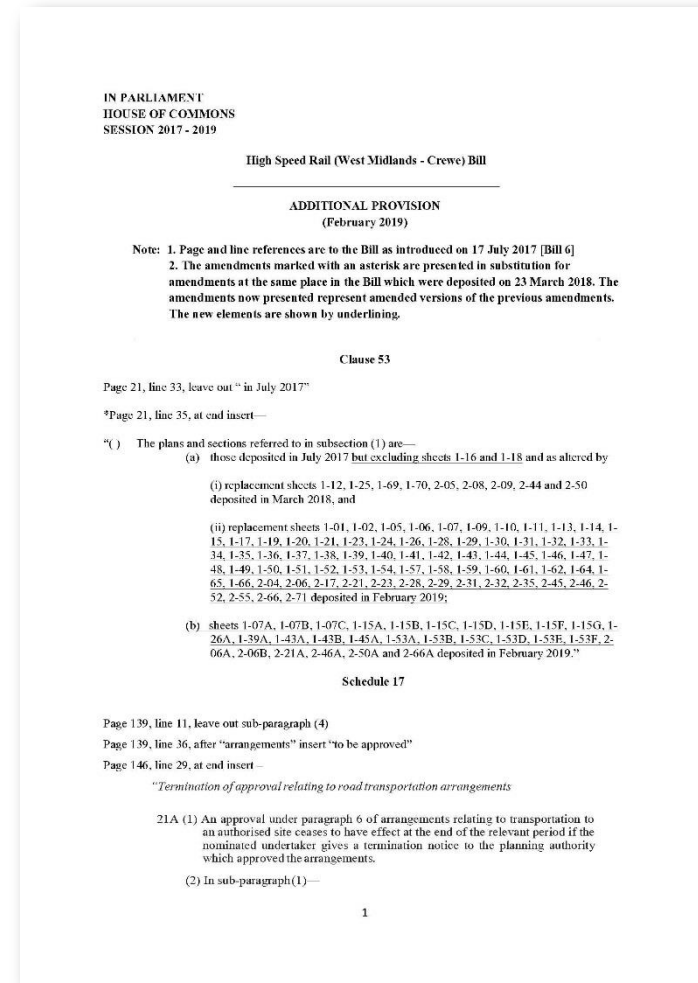 IN PARLIAMENT
HOUSE OF COMMONS
SESSION 2017 - 2019
High Speed Rail (West Midlands - Crewe) Bill
ADDITIONAL PROVISION
(February 2019)
Note: 1. Page and line references are to the Bill as introduced on 17 July 2017 [Bill 6]
2. The amendments marked with an asterisk are presented in substitution for
amendments at the same place in the Bill which were deposited on 23 March 2018. The
amendments now presented represent amended versions of the previous amendments.
The new elements are shown by underlining.
Clause 53
Page 21, line 33, leave out “ in July 2017”
*Page 21, line 35, at end insert—
“( ) The plans and sections referred to in subsection (1) are—
(a) those deposited in July 2017 but excluding sheets 1-16 and 1-18 and as altered by
(i) replacement sheets 1-12, 1-25, 1-69, 1-70, 2-05, 2-08, 2-09, 2-44 and 2-50
deposited in March 2018, and
(ii) replacement sheets 1-01, 1-02, 1-05, 1-06, 1-07, 1-09, 1-10, 1-11, 1-13, 1-14, 1-
15, 1-17, 1-19, 1-20, 1-21, 1-23, 1-24, 1-26, 1-28, 1-29, 1-30, 1-31, 1-32, 1-33, 1-
34, 1-35, 1-36, 1-37, 1-38, 1-39, 1-40, 1-41, 1-42, 1-43, 1-44, 1-45, 1-46, 1-47, 1-
48, 1-49, 1-50, 1-51, 1-52, 1-53, 1-54, 1-57, 1-58, 1-59, 1-60, 1-61, 1-62, 1-64, 1-
65, 1-66, 2-04, 2-06, 2-17, 2-21, 2-23, 2-28, 2-29, 2-31, 2-32, 2-35, 2-45, 2-46, 2-
52, 2-55, 2-66, 2-71 deposited in February 2019;
(b) sheets 1-07A, 1-07B, 1-07C, 1-15A, 1-15B, 1-15C, 1-15D, 1-15E, 1-15F, 1-15G, 1-
26A, 1-39A, 1-43A, 1-43B, 1-45A, 1-53A, 1-53B, 1-53C, 1-53D, 1-53E, 1-53F, 2-
06A, 2-06B, 2-21A, 2-46A, 2-50A and 2-66A deposited in February 2019.”
Schedule 17
Page 139, line 11, leave out sub-paragraph (4)
Page 139, line 36, after “arrangements” insert “to be approved”
Page 146, line 29, at end insert –
“Termination of approval relating to road transportation arrangements
21A (1) An approval under paragraph 6 of arrangements relating to transportation to
an authorised site ceases to have effect at the end of the relevant period if the
nominated undertaker gives a termination notice to the planning authority
which approved the arrangements.
(2) In sub-paragraph (1)—
1